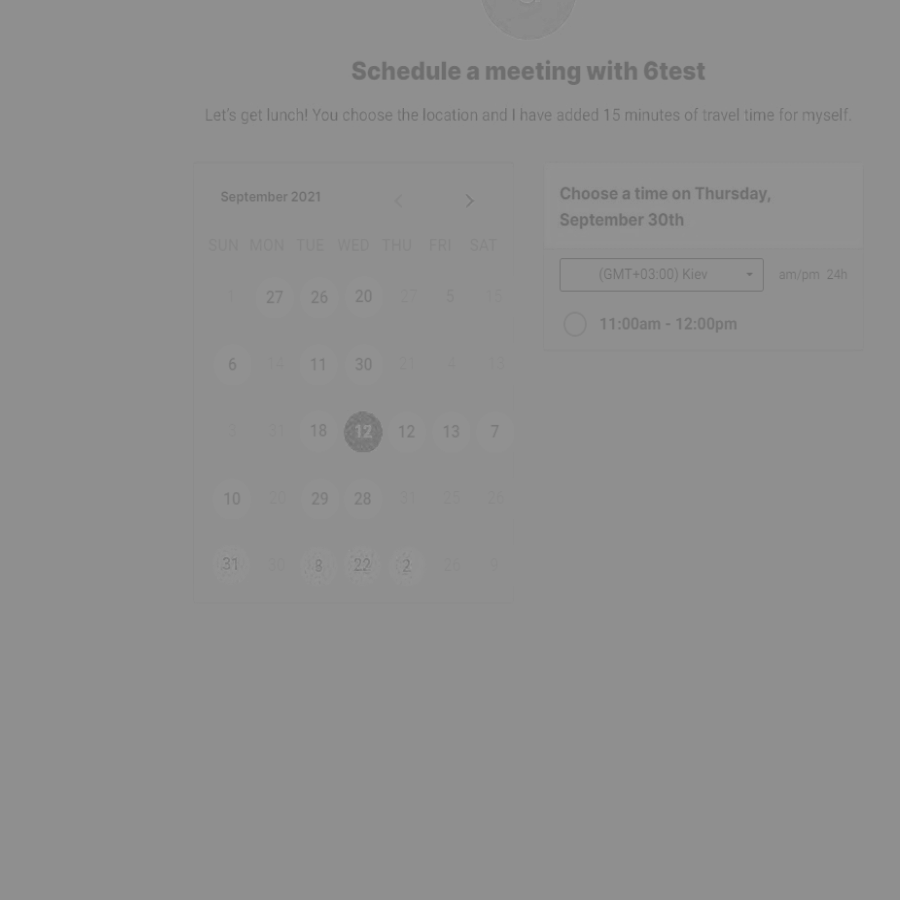 Schedule a meeting with 6test
Let's get lunch! You choose the location and I have added 15 minutes of travel time for myself.
September 2021
SUN MON TUE WED THU FRI SAT
1 27 26 20 27 5 15
6 14 11 30 21 4 13
31 18 12 12 13 7
10 20 29 28 31 25 28
31 30 8 22 2 26 9
Choose a time on Thursday,
September 30th
(GMT+03:00) Kiev am/pm 24h
11:00am - 12:00pm